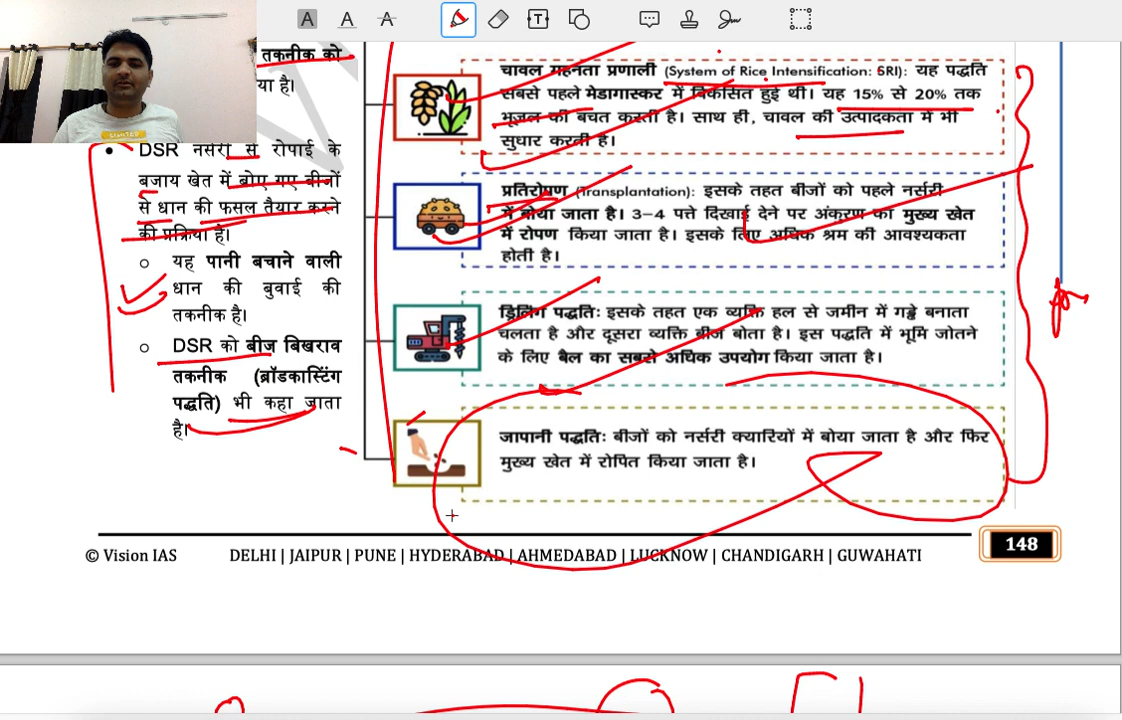 तकनीक को
या है।
DSR नर्सरी से रोपाई के
बजाय खेत में बोए गए बीजों
से धान की फसल तैयार करने
की प्रक्रिया है।
यह पानी बचाने वाली
धान की बुवाई की
तकनीक है।
DSR को बीज बिखराव
तकनीक (ब्रॉडकास्टिंग
पद्धति) भी कहा जाता
है।
चावल गहनता प्रणाली (System of Rice Intensification: SRI): यह पद्धति
सबसे पहले मेडागास्कर में विकसित हुई थी। यह 15% से 20% तक
भूजल की बचत करती है। साथ ही, चावल की उत्पादकता में भी
सुधार करती है।
प्रतिरोपण (Transplantation): इसके तहत बीजों को पहले नर्सरी
में बोया जाता है। 3-4 पत्ते दिखाई देने पर अंकुरण को मुख्य खेत
में रोपण किया जाता है। इसके लिए अधिक श्रम की आवश्यकता
होती है।
ड्रिलिंग पद्धति: इसके तहत एक व्यक्ति हल से जमीन में गड्ढे बनाता
चलता है और दूसरा व्यक्ति बीज बोता है। इस पद्धति में भूमि जोतने
के लिए बैल का सबसे अधिक उपयोग किया जाता है।
जापानी पद्धति: बीजों को नर्सरी क्यारियों में बोया जाता है और फिर
मुख्य खेत में रोपित किया जाता है।
© Vision IAS DELHI | JAIPUR | PUNE | HYDERABAD | AHMEDABAD | LUCKNOW | CHANDIGARH | GUWAHATI
148